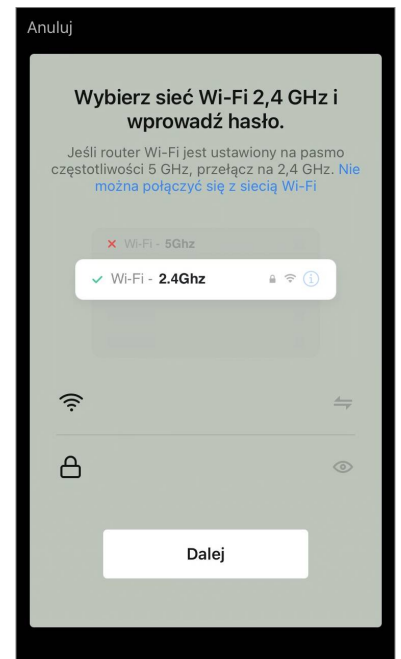 Anuluj
Wybierz sieć Wi-Fi 2,4 GHz i
wprowadź hasło.
Jeśli router Wi-Fi jest ustawiony na pasmo
częstotliwości 5 GHz, przełącz na 2,4 GHz. Nie
można połączyć się z siecią Wi-Fi
Wi-Fi - 5Ghz
Wi-Fi - 2.4Ghz
Dalej